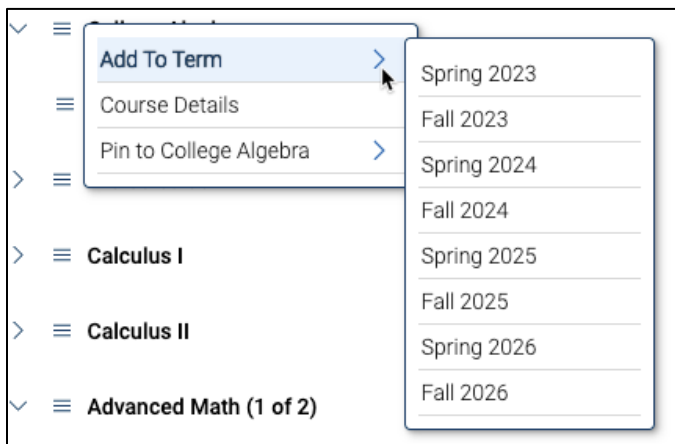 Add To Term
Course Details
Pin to College Algebra
Spring 2023
Fall 2023
Spring 2024
Fall 2024
Spring 2025
Fall 2025
Spring 2026
Fall 2026
Calculus I
Calculus II
Advanced Math (1 of 2)